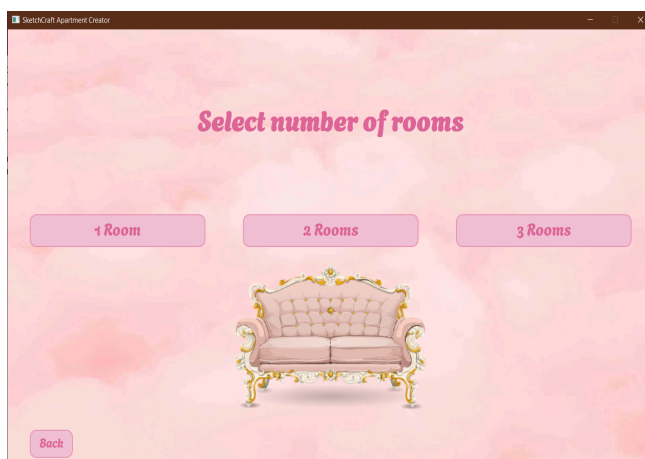 SketchCraft Apartment Creator
Select number of rooms
1 Room
2 Rooms
3 Rooms
Back